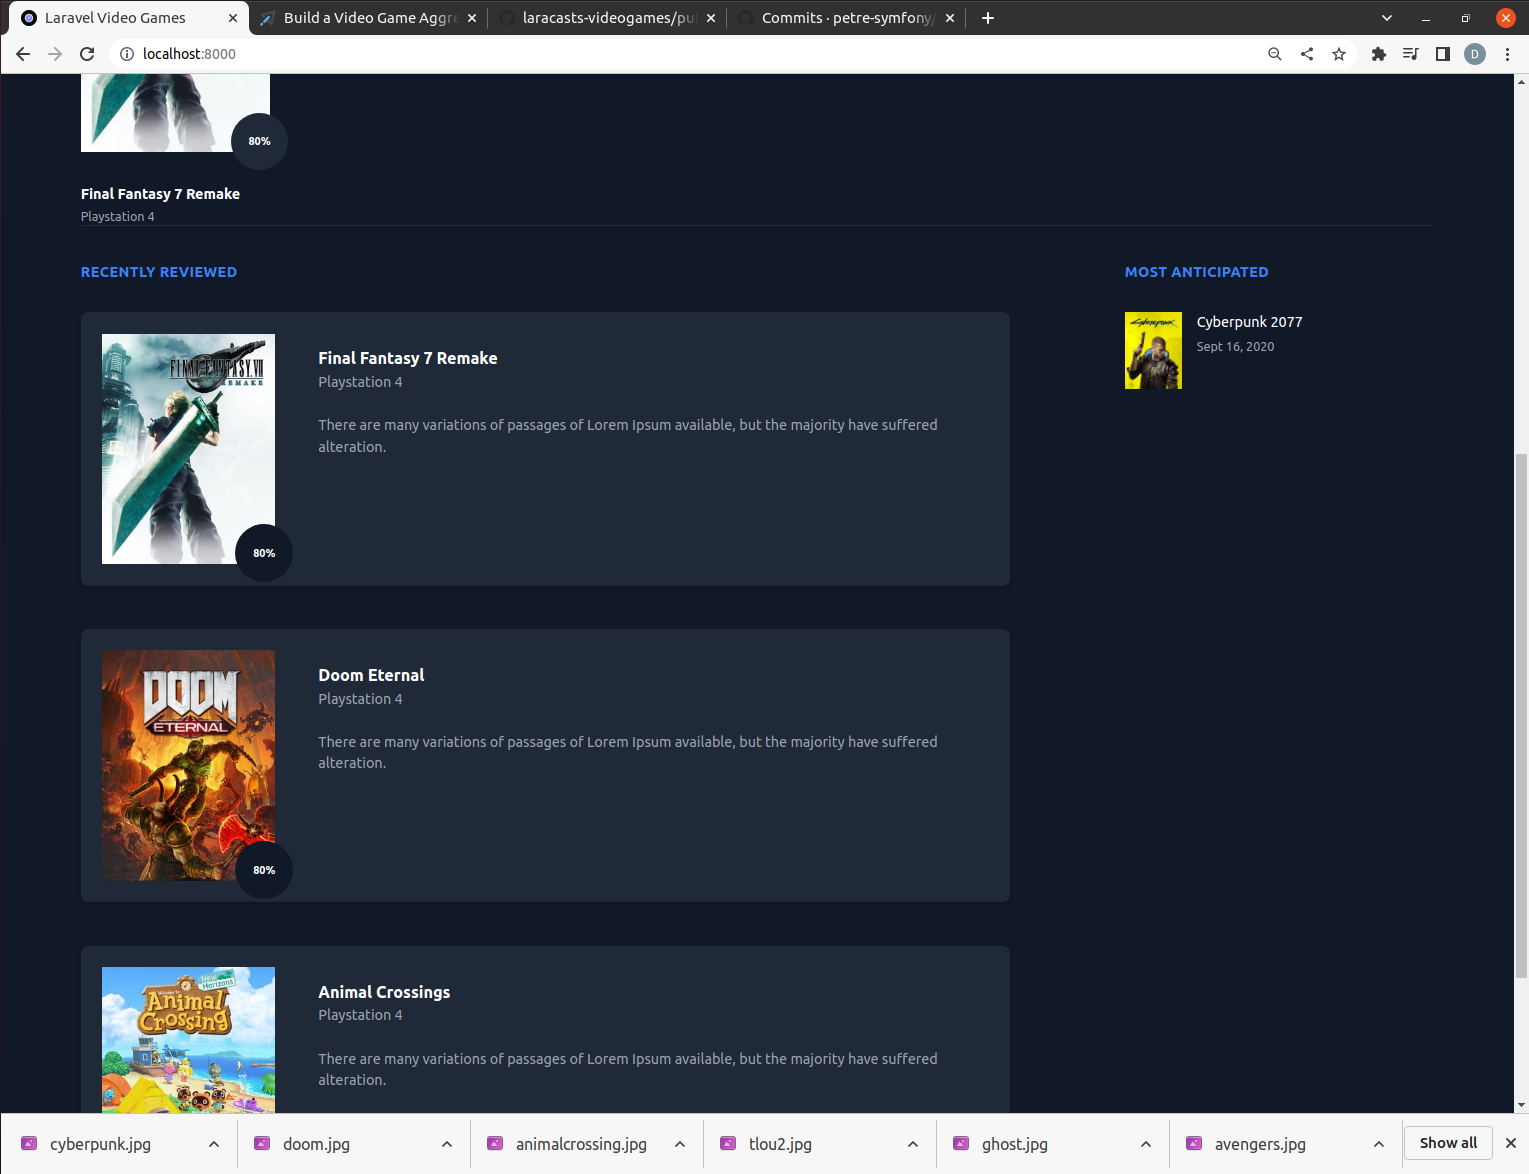 Laravel Video Games
Build a Video Game Aggre
laracasts-videogames/pu
Commits · petre-symfony/
localhost:8000
D
80%
Final Fantasy 7 Remake
Playstation 4
RECENTLY REVIEWED
MOST ANTICIPATED
FINAL FANTASY VII
REMAKE
80%
Final Fantasy 7 Remake
Playstation 4
There are many variations of passages of Lorem Ipsum available, but the majority have suffered
alteration.
Cyberpunk
Cyberpunk 2077
Sept 16, 2020
DOOM
ETERNAL
80%
Doom Eternal
Playstation 4
There are many variations of passages of Lorem Ipsum available, but the majority have suffered
alteration.
New
Horizons
Animal
Crossing
Animal Crossings
Playstation 4
There are many variations of passages of Lorem Ipsum available, but the majority have suffered
alteration.
cyberpunk.jpg
doom.jpg
animalcrossing.jpg
tlou2.jpg
ghost.jpg
avengers.jpg
Show all